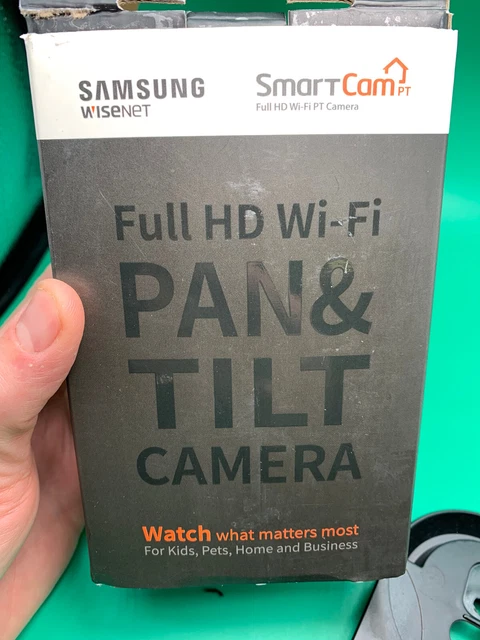 SAMSUNG
WISENET
SmartCam PT
Full HD Wi-Fi PT Camera
Full HD Wi-Fi
PAN&
TILT
CAMERA
Watch what matters most
For Kids, Pets, Home and Business